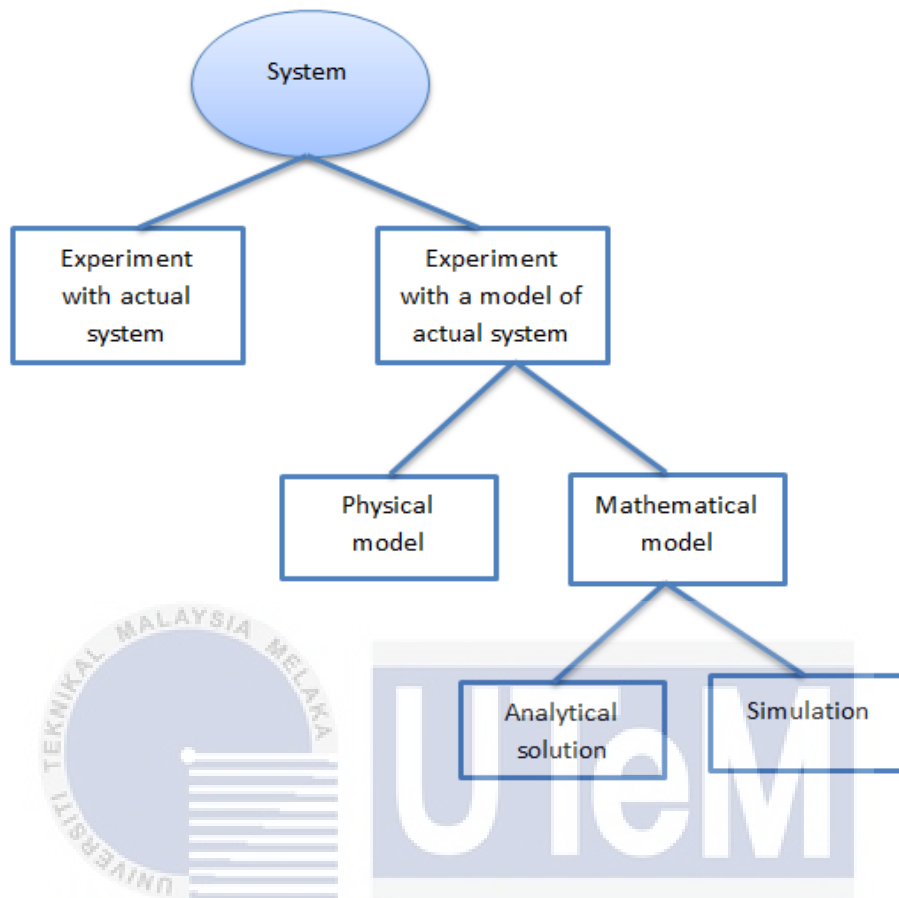 System
Experiment
with actual
system
Experiment
with a model of
actual system
Physical
model
Mathematical
model
Analytical
solution
Simulation
UNIVERSITI TEKNIKAL MALAYSIA MELAKA
UTeM